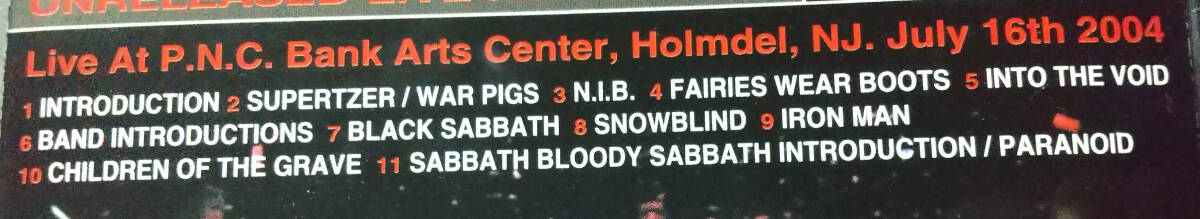 UNRELEASED
Live At P.N.C. Bank Arts Center, Holmdel, NJ. July 16th 2004
1 INTRODUCTION 2 SUPERTZER / WAR PIGS 3 N.I.B. 4 FAIRIES WEAR BOOTS 5 INTO THE VOID
6 BAND INTRODUCTIONS 7 BLACK SABBATH 8 SNOWBLIND 9 IRON MAN
10 CHILDREN OF THE GRAVE 11 SABBATH BLOODY SABBATH INTRODUCTION / PARANOID